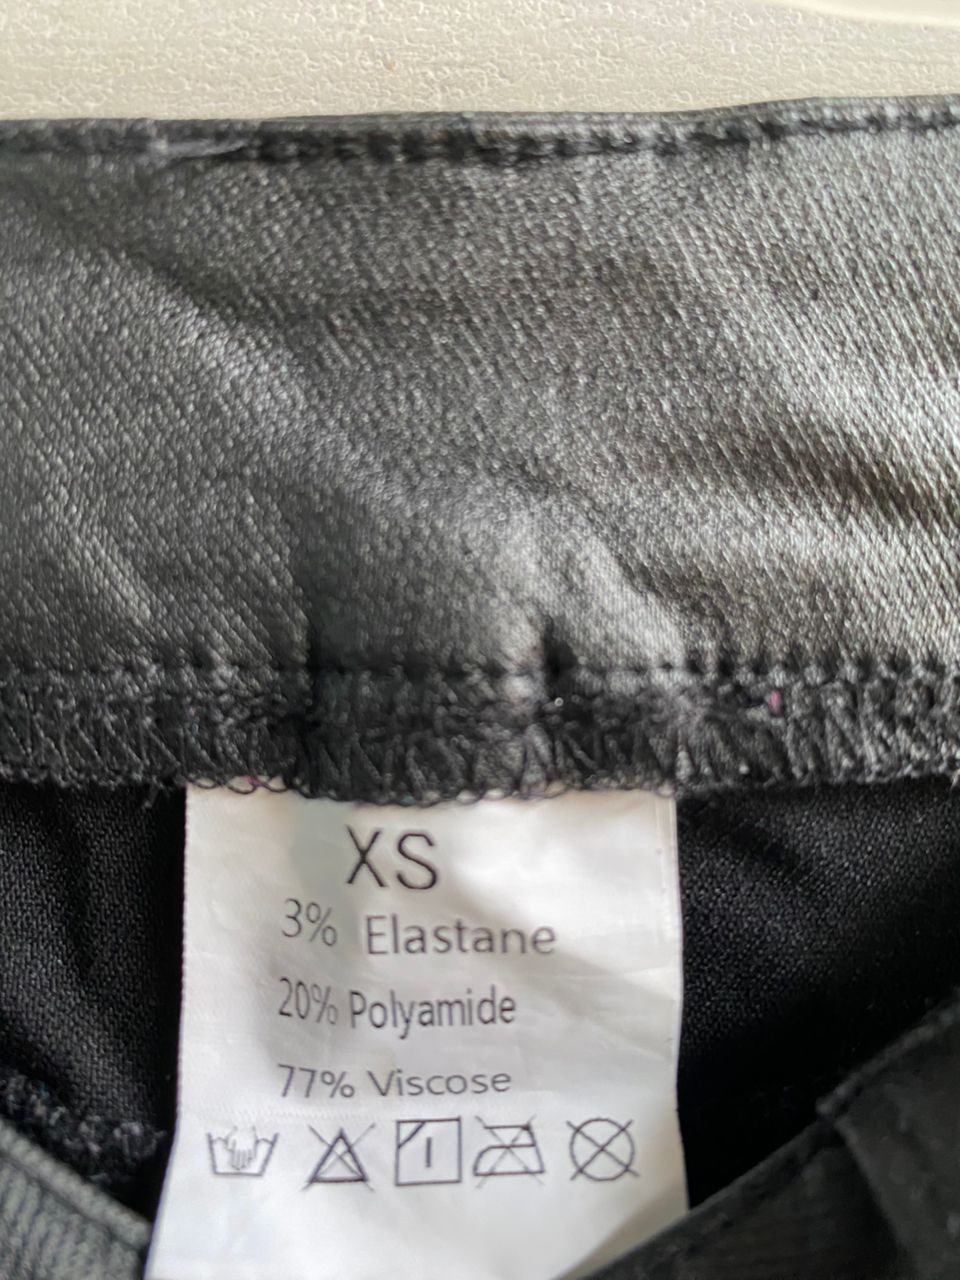 XS
3% Elastane
20% Polyamide
77% Viscose